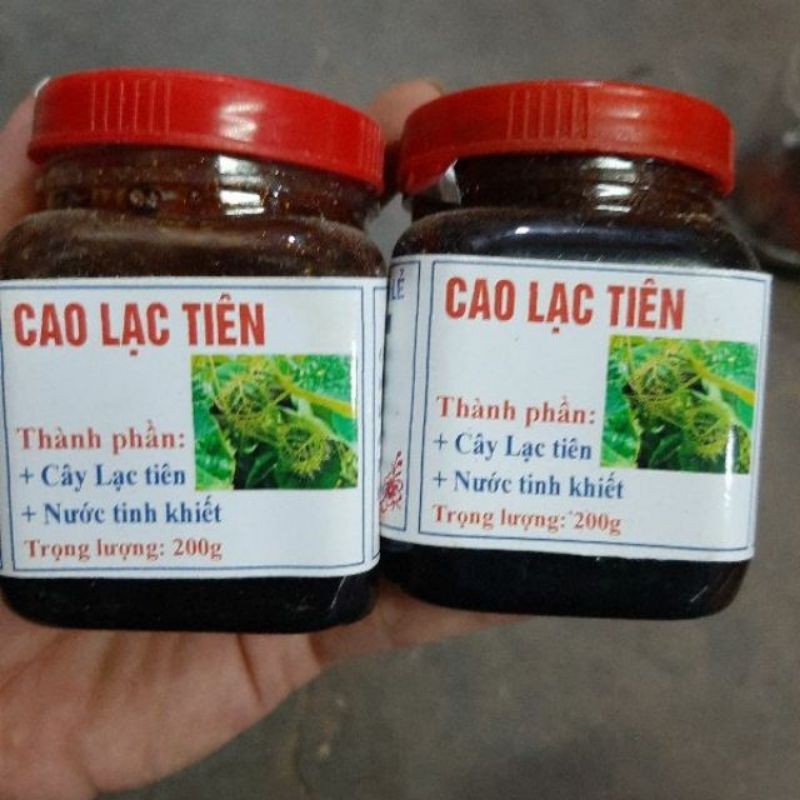 CAO LẠC TIÊN
Thành phần:
+ Cây Lạc tiên
+ Nước tinh khiết
Trọng lượng: 200g
CAO LẠC TIÊN
Thành phần:
+ Cây Lạc tiên
+ Nước tinh khiết
Trọng lượng: 200g